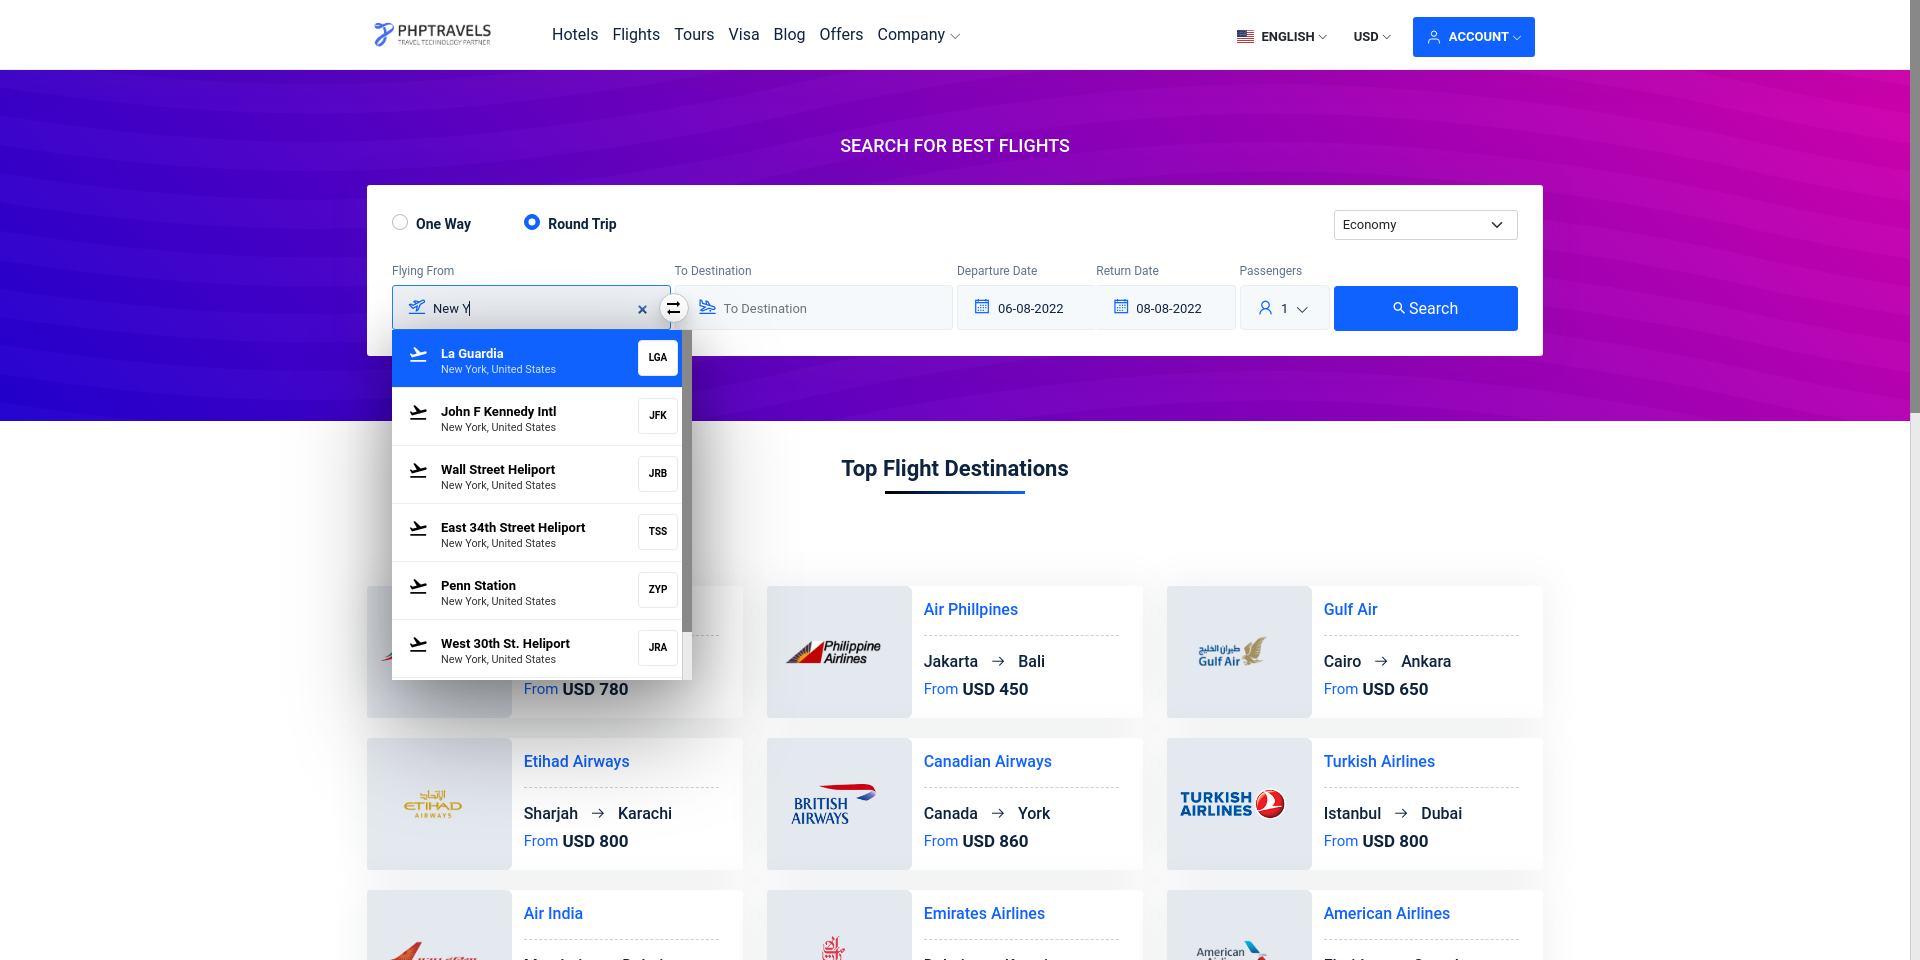 PHPTRAVELS
TRAVEL TECHNOLOGY PARTNER
Hotels Flights Tours Visa Blog Offers Company
ENGLISH USD ACCOUNT
SEARCH FOR BEST FLIGHTS
One Way Round Trip Economy
Flying From To Destination Departure Date Return Date Passengers
New Y × To Destination 06-08-2022 08-08-2022 1 Search
La Guardia
New York, United States
LGA
John F Kennedy Intl
New York, United States
JFK
Wall Street Heliport
New York, United States
JRB
East 34th Street Heliport
New York, United States
TSS
Penn Station
New York, United States
ZYP
West 30th St. Heliport
New York, United States
JRA
Top Flight Destinations
From USD 780
Philippine
Airlines
Air Phillpines
Jakarta → Bali
From USD 450
طيران الخليج
Gulf Air
Gulf Air
Cairo → Ankara
From USD 650
ETIHAD
AIRWAYS
Etihad Airways
Sharjah → Karachi
From USD 800
BRITISH
AIRWAYS
Canadian Airways
Canada → York
From USD 860
TURKISH
AIRLINES
Turkish Airlines
Istanbul → Dubai
From USD 800
Air India
Emirates Airlines
American
American Airlines